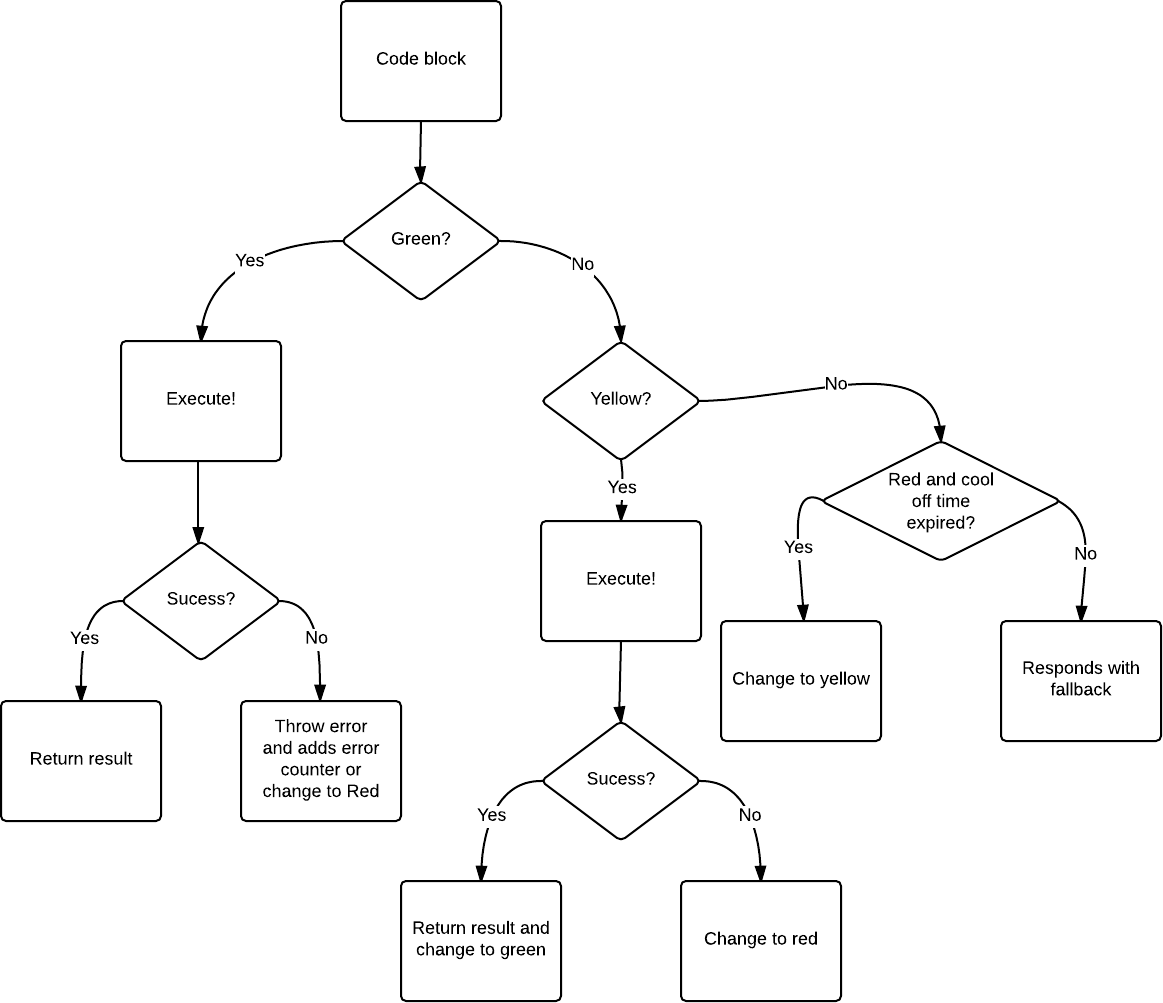 Code block
Green?
Yes
No
Execute!
Yellow?
No
Yes
Red and cool
off time
expired?
Yes
No
Execute!
Sucess?
Yes
No
Change to yellow
Responds with
fallback
Return result
Throw error
and adds error
counter or
change to Red
Sucess?
Yes
No
Return result and
change to green
Change to red